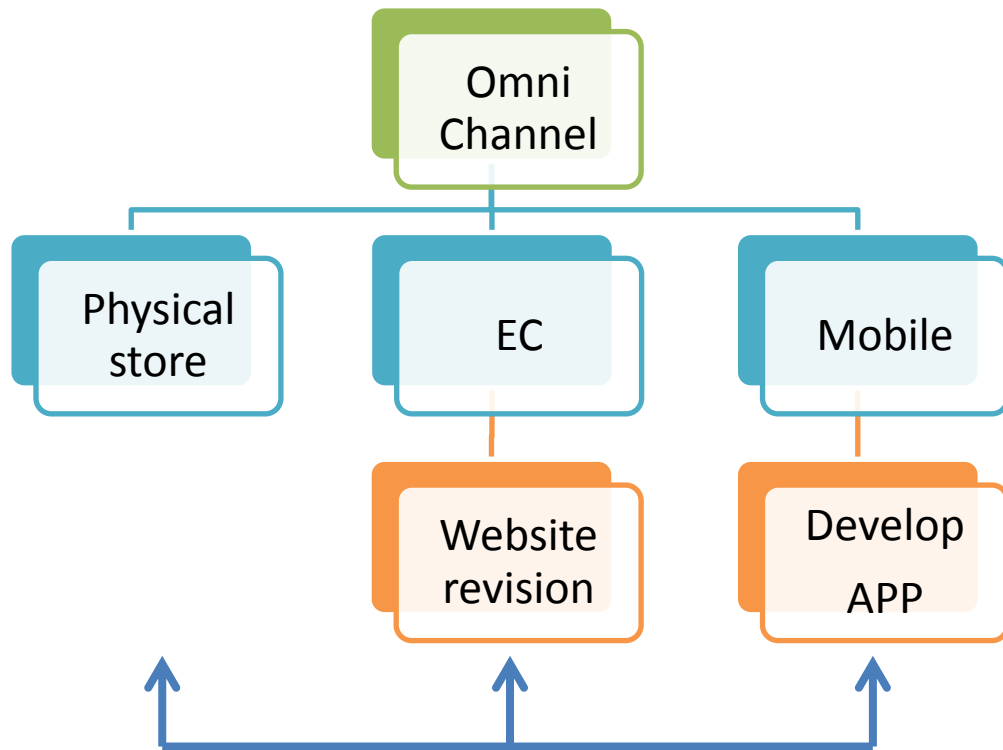 Omni
Channel
Physical
store
EC
Mobile
Website
revision
Develop
APP